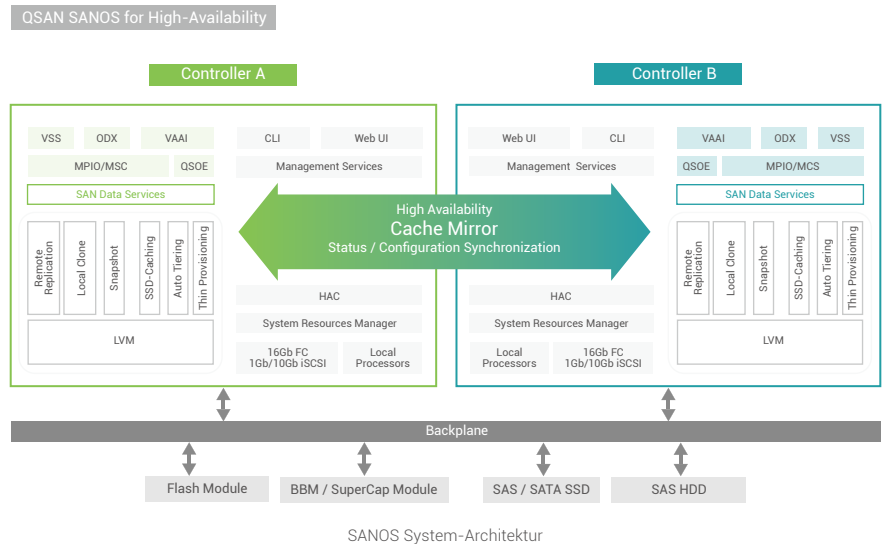 QSAN SANOS for High-Availability
Controller A
VSS
ODX
VAAI
CLI
Web UI
MPIO/MSC
QSOE
Management Services
SAN Data Services
Remote
Replication
Local Clone
Snapshot
SSD-Caching
Auto Tiering
Thin Provisioning
LVM
HAC
System Resources Manager
16Gb FC
1Gb/10Gb iSCSI
Local
Processors
High Availability
Cache Mirror
Status / Configuration Synchronization
Controller B
Web UI
CLI
VAAI
ODX
VSS
Management Services
QSOE
MPIO/MCS
SAN Data Services
HAC
System Resources Manager
Local
Processors
16Gb FC
1Gb/10Gb iSCSI
Remote
Replication
Local Clone
Snapshot
SSD-Caching
Auto Tiering
Thin Provisioning
LVM
Backplane
Flash Module
BBM / SuperCap Module
SAS / SATA SSD
SAS HDD
SANOS System-Architektur